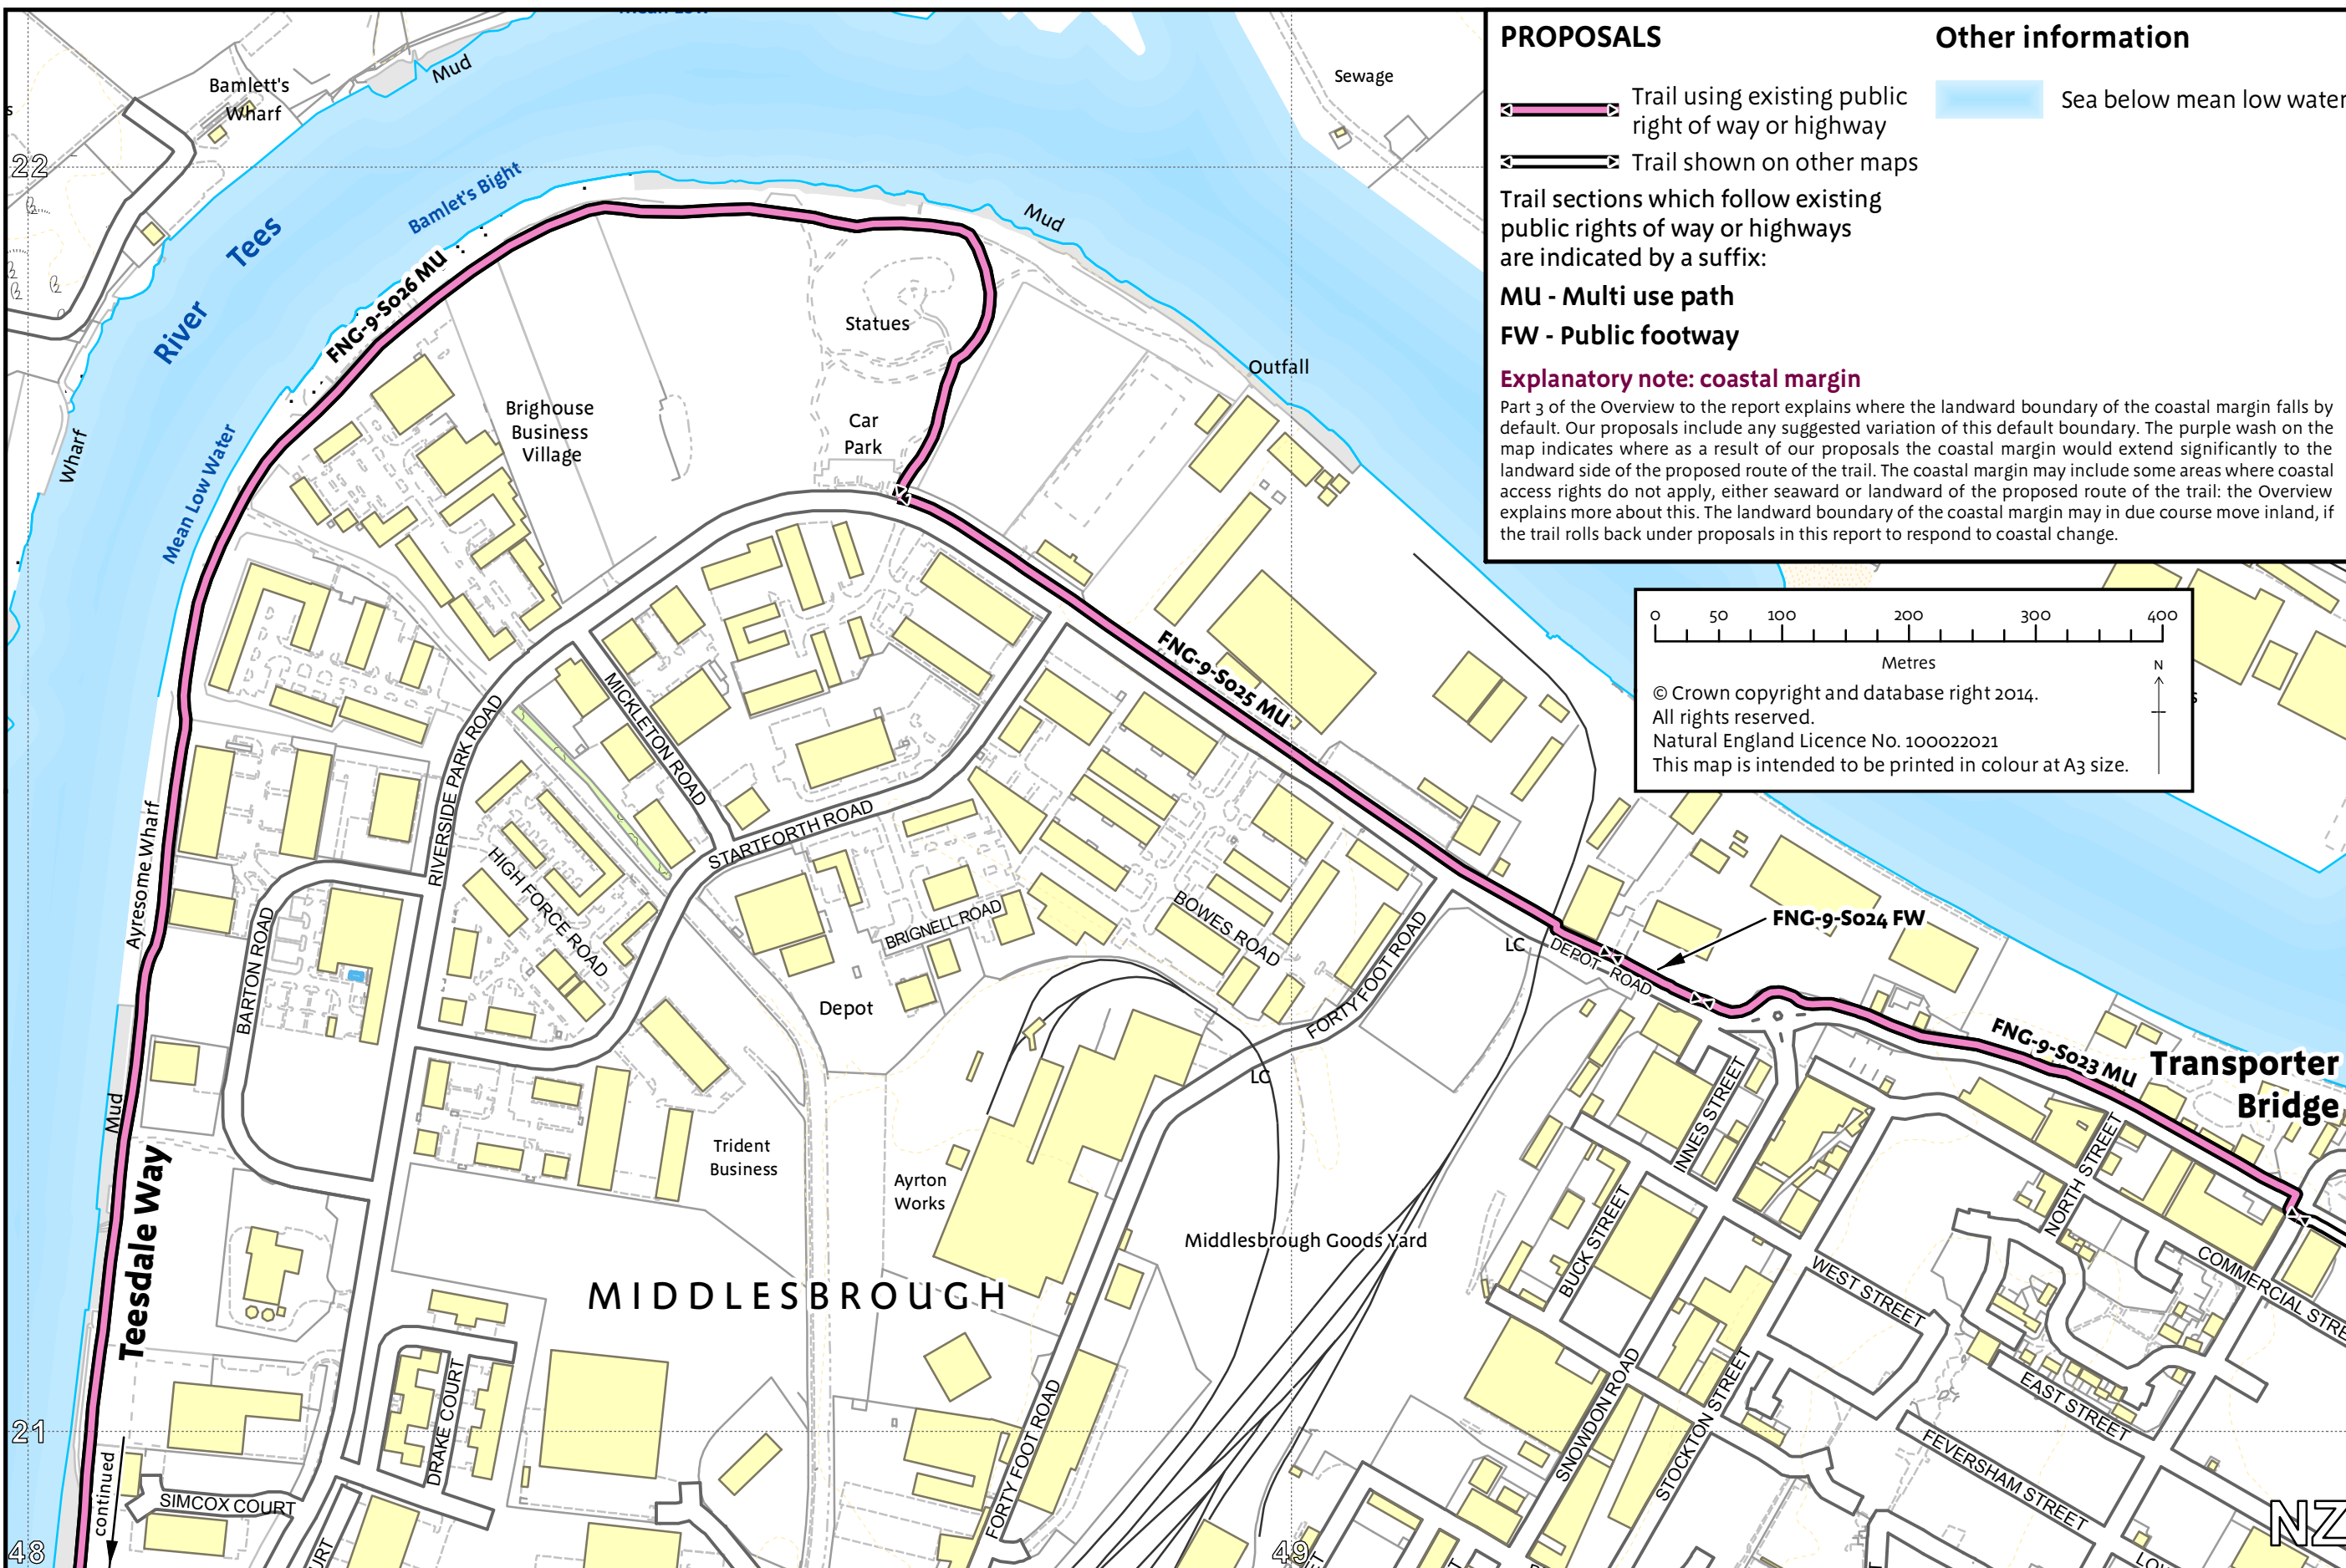 PROPOSALS
Trail using existing public
right of way or highway
Trail shown on other maps
Trail sections which follow existing
public rights of way or highways
are indicated by a suffix:
MU - Multi use path
FW - Public footway
Other information
Sea below mean low water
Explanatory note: coastal margin
Part 3 of the Overview to the report explains where the landward boundary of the coastal margin falls by
default. Our proposals include any suggested variation of this default boundary. The purple wash on the
map indicates where as a result of our proposals the coastal margin would extend significantly to the
landward side of the proposed route of the trail. The coastal margin may include some areas where coastal
access rights do not apply, either seaward or landward of the proposed route of the trail: the Overview
explains more about this. The landward boundary of the coastal margin may in due course move inland, if
the trail rolls back under proposals in this report to respond to coastal change.
0 50 100 200 300 400
Metres
N
© Crown copyright and database right 2014.
All rights reserved.
Natural England Licence No. 100022021
This map is intended to be printed in colour at A3 size.
Mean Low
Bamlett's
Wharf
Mud
Sewage
22
River Tees
Bamlet's Bight
Mud
FNG-9-S026 MU
Statues
Outfall
Brighouse
Business
Village
Car
Park
Wharf
Mean Low Water
FNG-9-S025 MU
MICKLETON ROAD
RIVERSIDE PARK ROAD
STARTFORTH ROAD
Ayresome Wharf
HIGH FORCE ROAD
BARTON ROAD
BRIGNELL ROAD
BOWES ROAD
FORTY FOOT ROAD
LC
DEPOT ROAD
FNG-9-S024 FW
Depot
LC
FNG-9-S023 MU
Transporter
Bridge
Mud
Teesdale Way
Trident
Business
Ayrton
Works
INNES STREET
NORTH STREET
BUCK STREET
Middlesbrough Goods Yard
MIDDLESBROUGH
WEST STREET
COMMERCIAL STRE
DRAKE COURT
FORTY FOOT ROAD
SNOWDON ROAD
STOCKTON STREET
EAST STREET
FEVERSHAM STREET
21
continued
SIMCOX COURT
URT
48
49
NZ